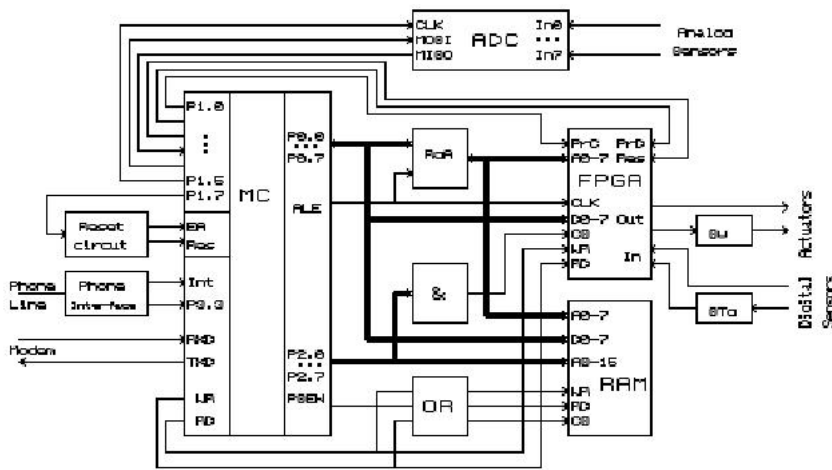 CLK
MOSI
MISO
ADC
In0
...
In7
Analog
Sensors
P1.0
P1.5
P1.7
MC
P0.0
...
P0.7
ALE
RgA
PrC
PrD
A0-7
Res
FPGA
CLK
D0-7
Out
CS
WR
RD
In
Sw
Actuators
Reset
circuit
EA
Res
Phone
Line
Phone
Interface
Int
P3.3
&
Digital
Sensors
RXD
TXD
Modem
P2.0
...
P2.7
PSEN
WR
RD
OR
A0-7
D0-7
A8-15
RAM
WR
RD
CS